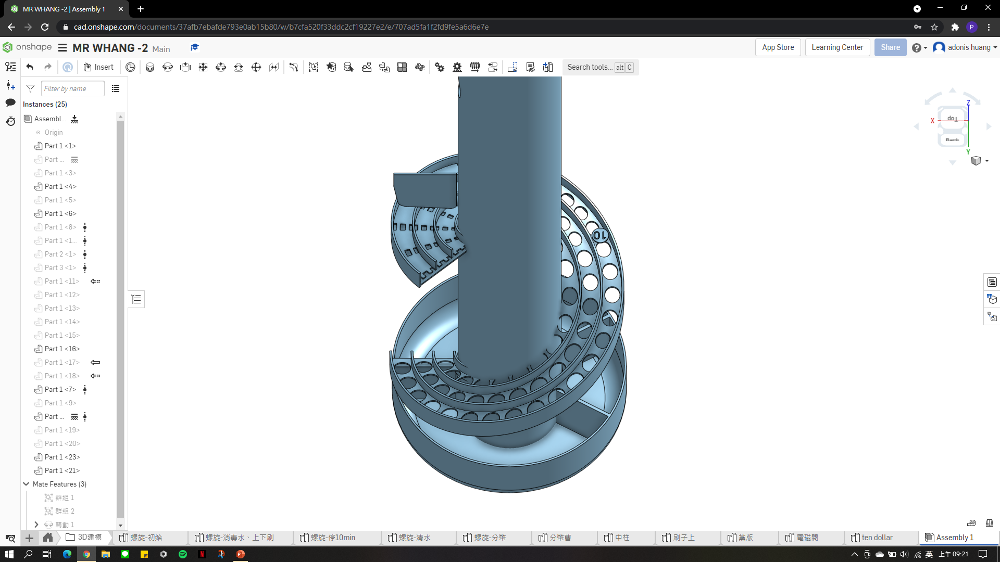 MR WHANG -2 | Assembly 1
cad.onshape.com/documents/37afb7ebafde793e0ab15b80/w/b7cfa520f33ddc2cf19227e2/e/707ad5fa1f2fd9fe5a6d6e7e
P
onshape MR WHANG -2 Main
App Store Learning Center Share adonis huang
Insert Search tools... alt C
Filter by name
Instances (25)
Assembl...
Origin
Part 1 <1>
Part ...
Part 1 <3>
Part 1 <4>
Part 1 <5>
Part 1 <6>
Part 1 <8>
Part 1 <1...
Part 2 <1>
Part 3 <1>
Part 1 <11>
Part 1 <12>
Part 1 <13>
Part 1 <14>
Part 1 <15>
Part 1 <16>
Part 1 <17>
Part 1 <18>
Part 1 <7>
Part 1 <9>
Part ...
Part 1 <19>
Part 1 <20>
Part 1 <23>
Part 1 <21>
Mate Features (3)
群組 1
群組 2
轉動 1
10
Z
X
Top
Back
Y
3D建模 螺旋-初始 螺旋-消毒水、上下刷 螺旋-停10min 螺旋-清水 螺旋-分幣 分幣曹 中柱 刷子上 黨版 電磁閥 ten dollar Assembly 1
英 上午 09:21